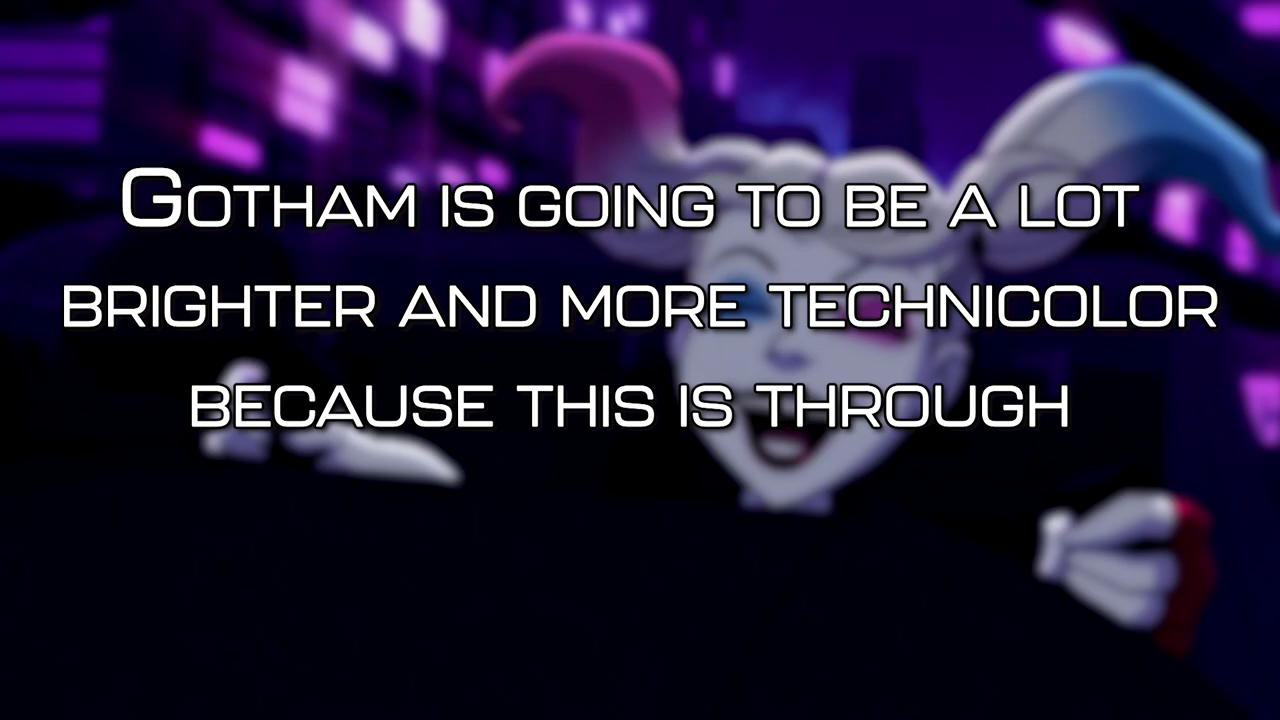 Gotham is going to be a lot
brighter and more technicolor
because this is through